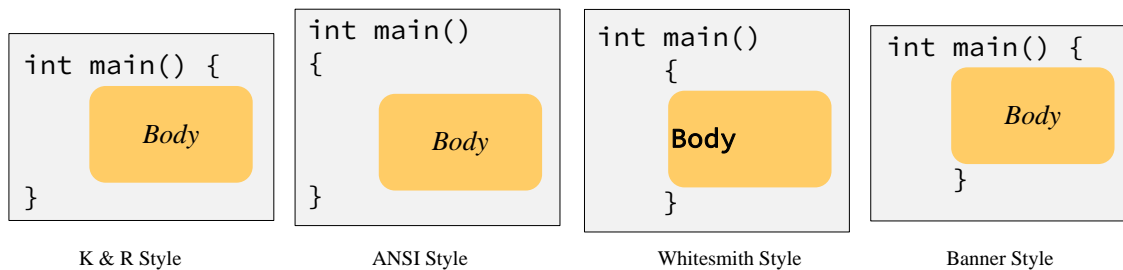 int main() {
Body
}
K & R Style
int main()
{
Body
}
ANSI Style
int main()
{
Body
}
Whitesmith Style
int main() {
Body
}
Banner Style